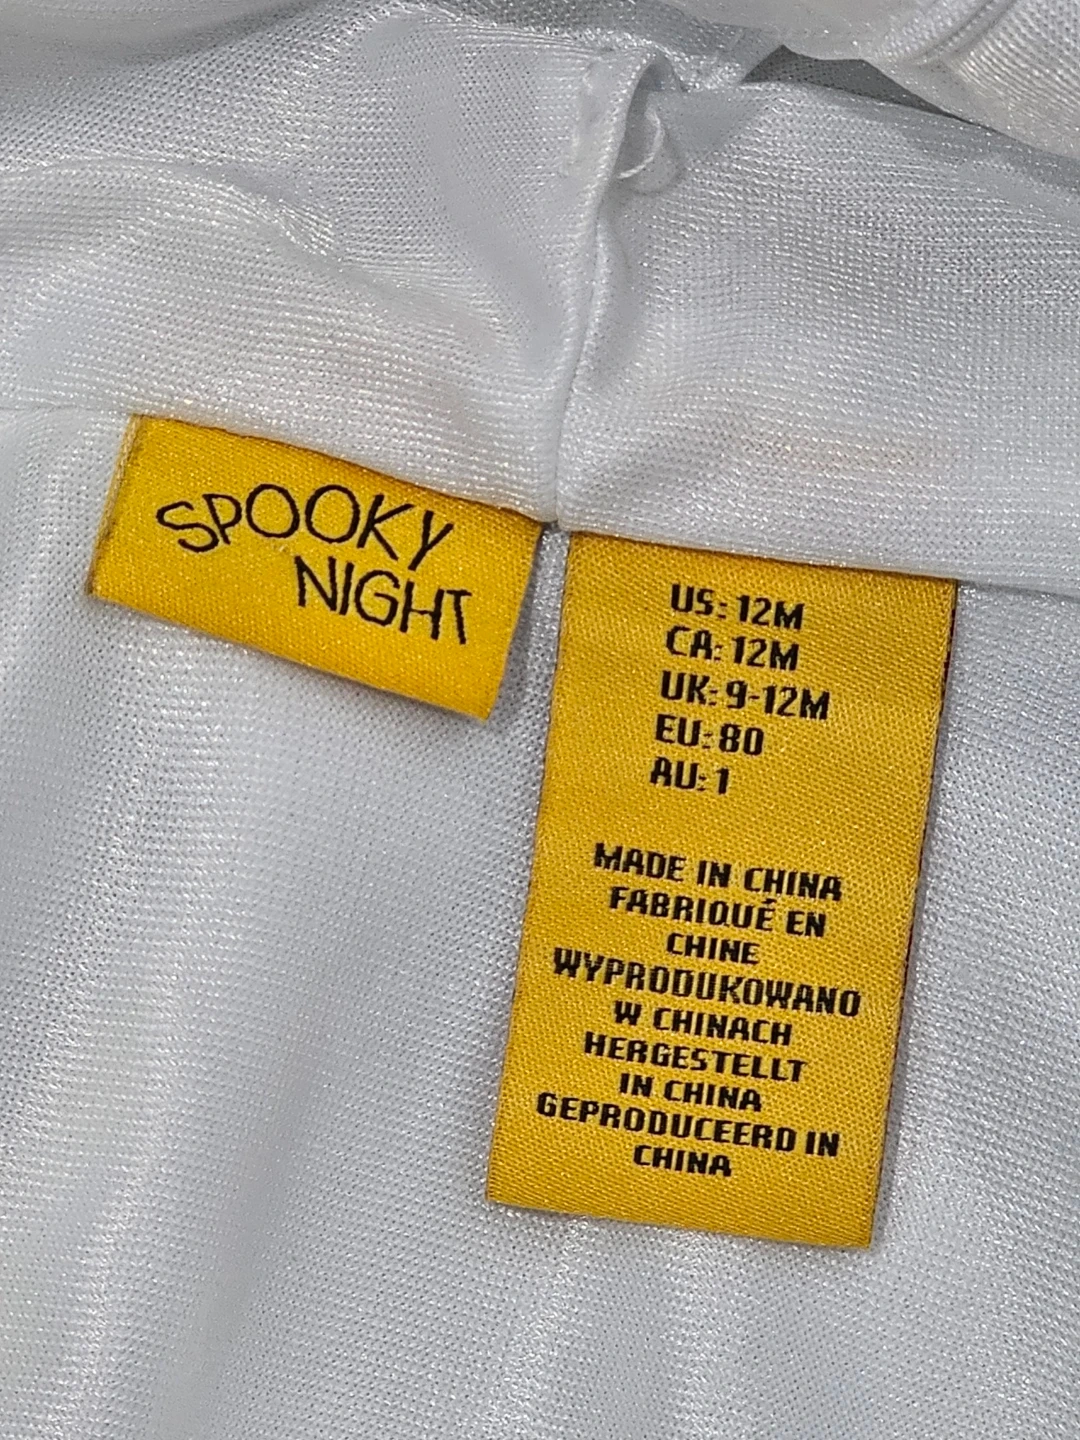 SPOOKY
NIGHT
US: 12M
CA: 12M
UK: 9-12M
EU: 80
AU: 1
MADE IN CHINA
FABRIQUÉ EN
CHINE
WYPRODUKOWANO
W CHINACH
HERGESTELLT
IN CHINA
GEPRODUCEERD IN
CHINA